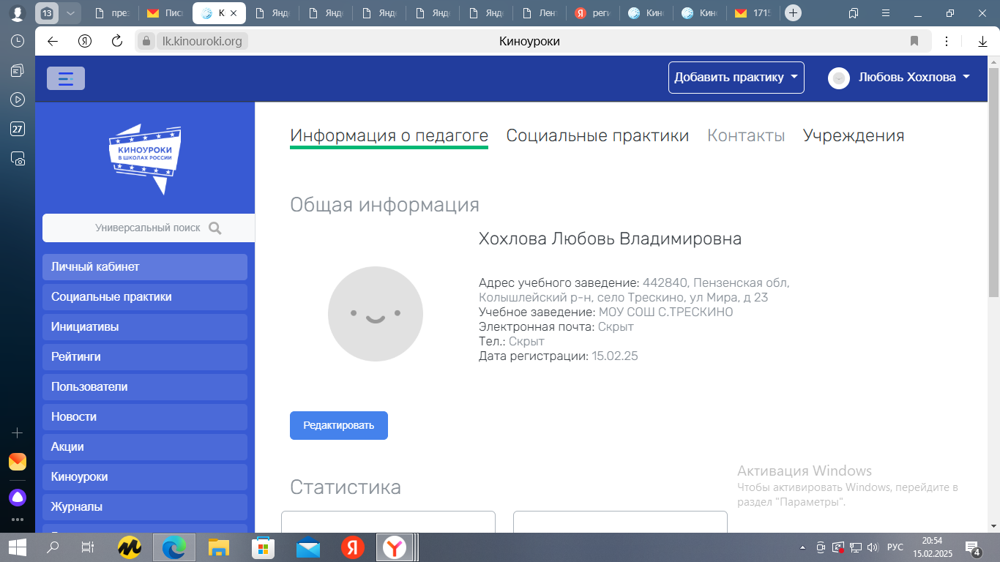 13
през
Пис
К
Янд
Янд
Янд
Янд
Янд
Лент
реги
Кин
Кин
1715
lk.kinouroki.org
Киноуроки
27
Добавить практику
Любовь Хохлова
КИНОУРОКИ
В ШКОЛАХ РОССИИ
Универсальный поиск
Личный кабинет
Социальные практики
Инициативы
Рейтинги
Пользователи
Новости
Акции
Киноуроки
Журналы
Информация о педагоге
Социальные практики
Контакты
Учреждения
Общая информация
Хохлова Любовь Владимировна
Адрес учебного заведение: 442840, Пензенская обл,
Колышлейский р-н, село Трескино, ул Мира, д 23
Учебное заведение: МОУ СОШ С.ТРЕСКИНО
Электронная почта: Скрыт
Тел.: Скрыт
Дата регистрации: 15.02.25
Редактировать
Статистика
Активация Windows
Чтобы активировать Windows, перейдите в
раздел "Параметры".
РУС
20:54
15.02.2025
4